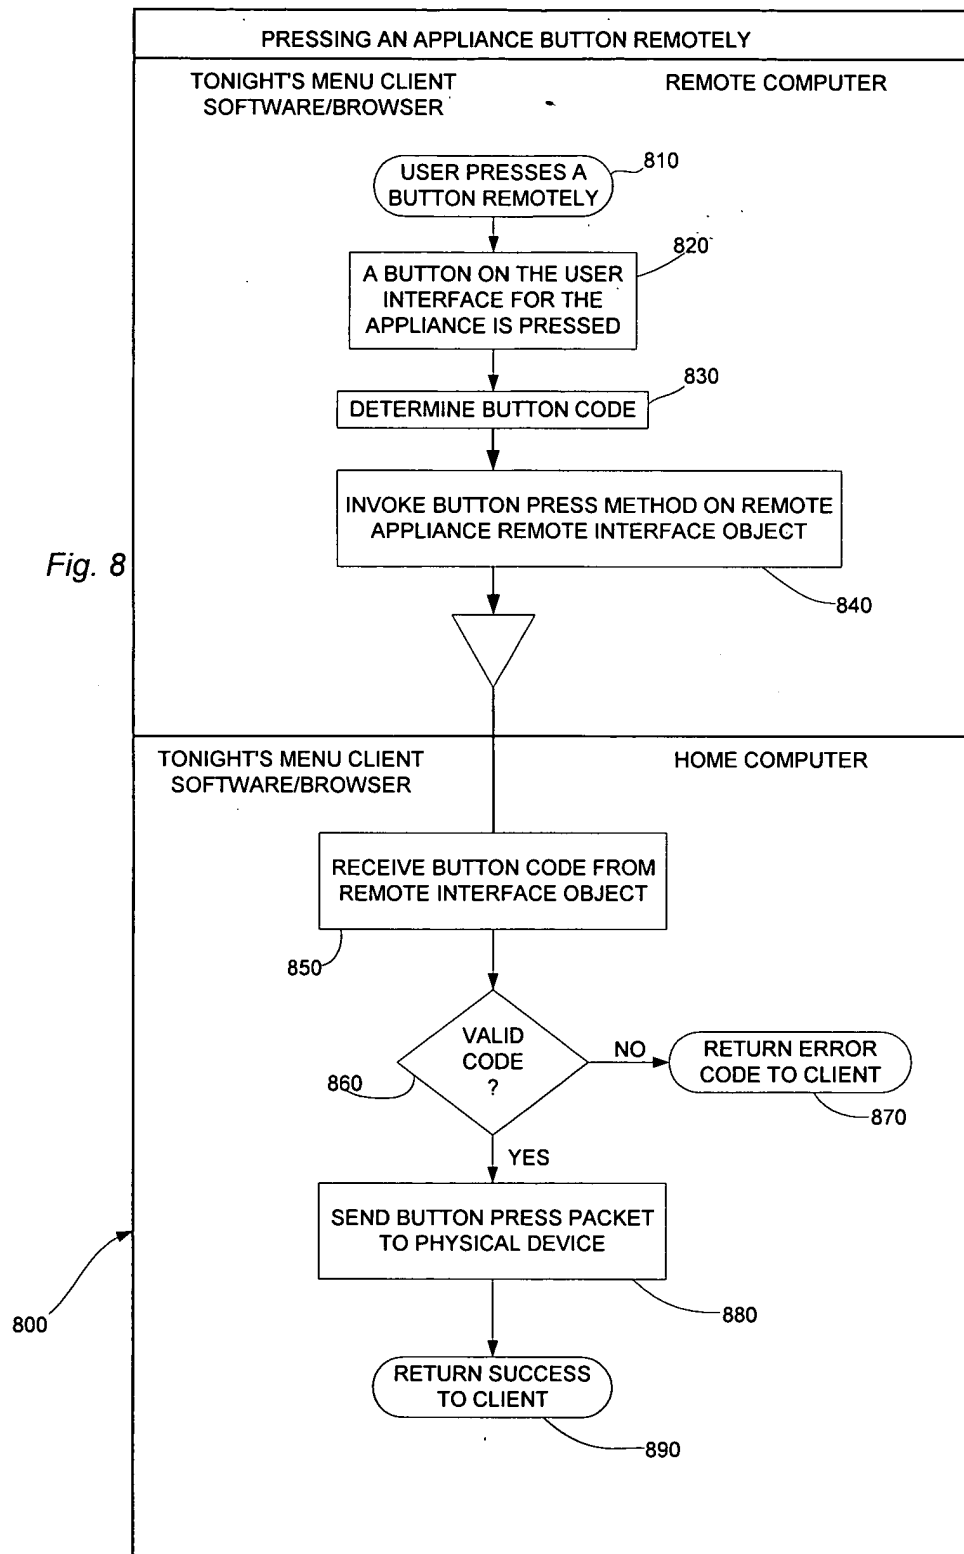 PRESSING AN APPLIANCE BUTTON REMOTELY
TONIGHT'S MENU CLIENT
SOFTWARE/BROWSER
REMOTE COMPUTER
USER PRESSES A
BUTTON REMOTELY
810
A BUTTON ON THE USER
INTERFACE FOR THE
APPLIANCE IS PRESSED
820
DETERMINE BUTTON CODE
830
INVOKE BUTTON PRESS METHOD ON REMOTE
APPLIANCE REMOTE INTERFACE OBJECT
840
Fig. 8
TONIGHT'S MENU CLIENT
SOFTWARE/BROWSER
HOME COMPUTER
RECEIVE BUTTON CODE FROM
REMOTE INTERFACE OBJECT
850
VALID
CODE
?
860
NO
RETURN ERROR
CODE TO CLIENT
870
YES
SEND BUTTON PRESS PACKET
TO PHYSICAL DEVICE
880
800
RETURN SUCCESS
TO CLIENT
890